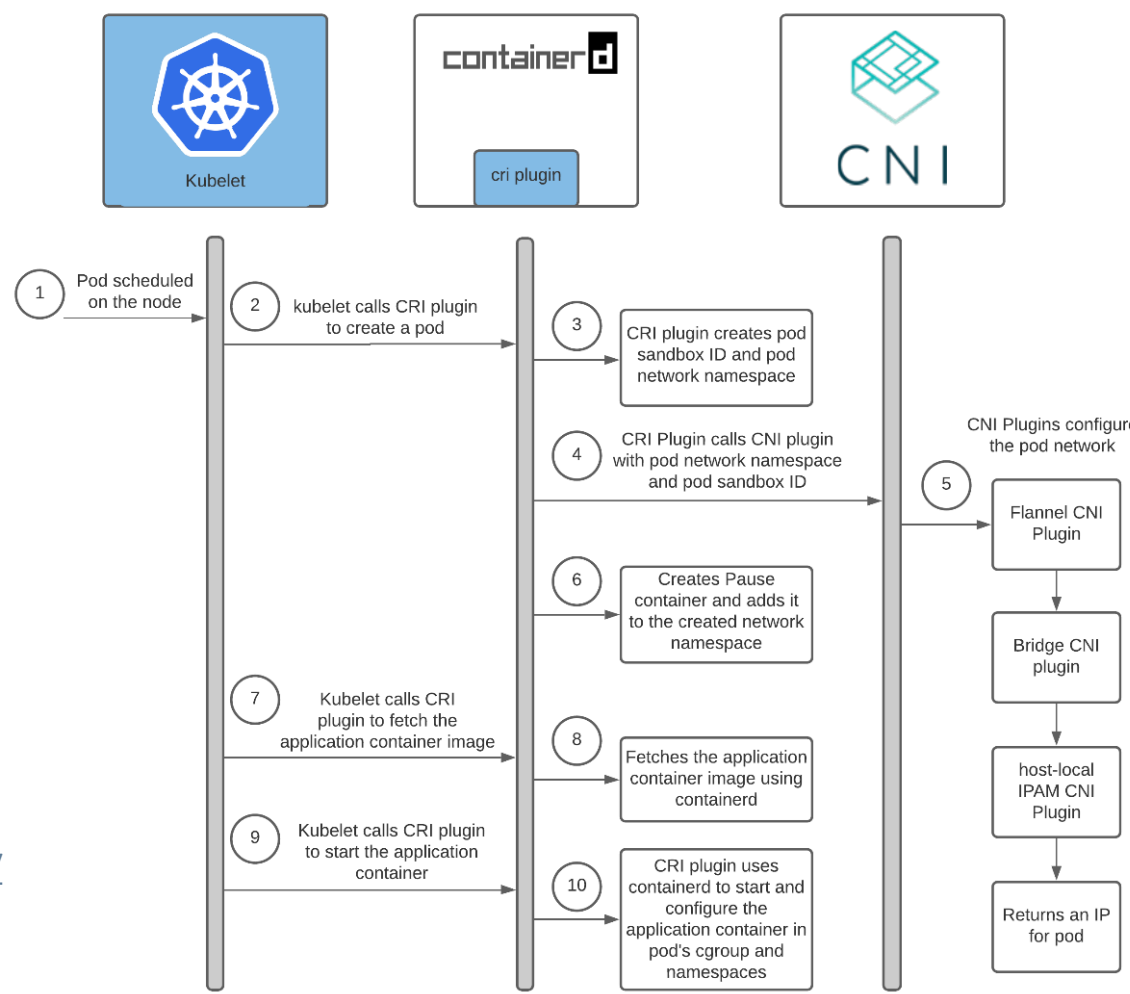 containerd
CNI
Kubelet
cri plugin
1
Pod scheduled
on the node
2
kubelet calls CRI plugin
to create a pod
3
CRI plugin creates pod
sandbox ID and pod
network namespace
4
CRI Plugin calls CNI plugin
with pod network namespace
and pod sandbox ID
CNI Plugins configure
the pod network
5
Flannel CNI
Plugin
6
Creates Pause
container and adds it
to the created network
namespace
Bridge CNI
plugin
7
Kubelet calls CRI
plugin to fetch the
application container image
8
Fetches the application
container image using
containerd
host-local
IPAM CNI
Plugin
9
Kubelet calls CRI plugin
to start the application
container
10
CRI plugin uses
containerd to start and
configure the
application container in
pod's cgroup and
namespaces
Returns an IP
for pod